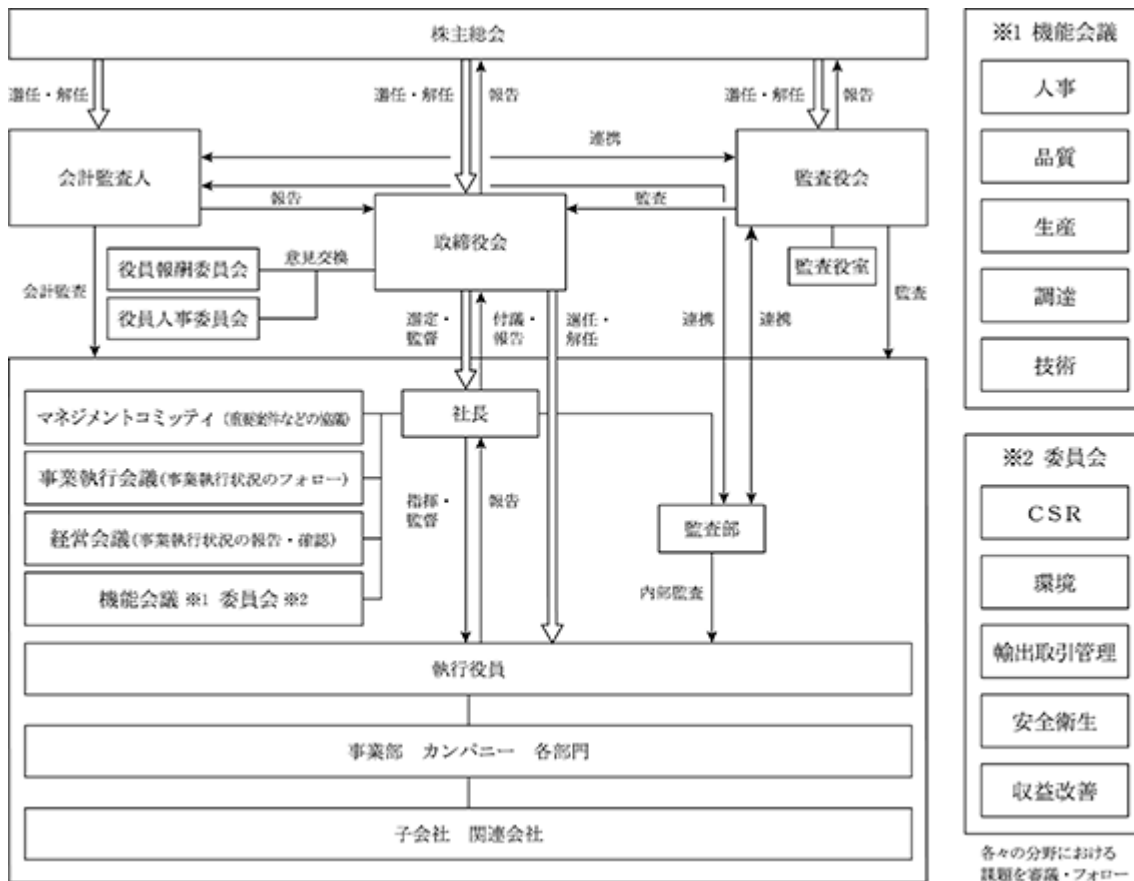 株主総会
選任・解任
選任・解任
報告
選任・解任
報告
会計監査人
連携
監査役会
報告
監査
取締役会
役員報酬委員会
意見交換
監査役室
会計監査
監査
役員人事委員会
選定・
監督
付議・
報告
選任・
解任
連携
連携
マネジメントコミッティ(重要案件などの協議)
社長
事業執行会議(事業執行状況のフォロー)
指揮・
監督
報告
経営会議(事業執行状況の報告・確認)
監査部
機能会議 ※1 委員会 ※2
内部監査
執行役員
事業部 カンパニー 各部門
子会社 関連会社
※1 機能会議
人事
品質
生産
調達
技術
※2 委員会
CSR
環境
輸出取引管理
安全衛生
収益改善
各々の分野における
課題を審議・フォロー